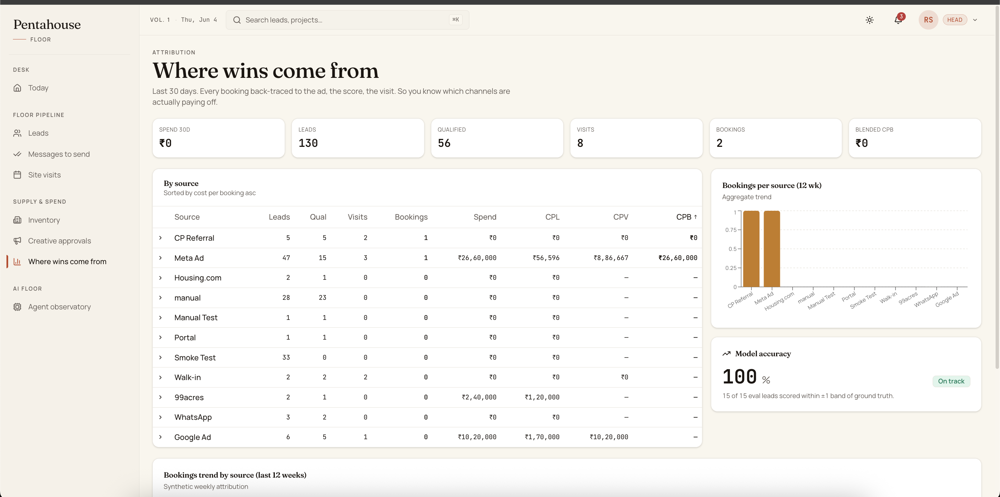 Pentahouse
FLOOR
DESK
Today
FLOOR PIPELINE
Leads
Messages to send
Site visits
SUPPLY & SPEND
Inventory
Creative approvals
Where wins come from
AI FLOOR
Agent observatory
VOL. 1 · Thu, Jun 4
Search leads, projects...
⌘K
3
RS
HEAD
ATTRIBUTION
Where wins come from
Last 30 days. Every booking back-traced to the ad, the score, the visit. So you know which channels are
actually paying off.
SPEND 30D
₹0
LEADS
130
QUALIFIED
56
VISITS
8
BOOKINGS
2
BLENDED CPB
₹0
By source
Sorted by cost per booking asc
Source Leads Qual Visits Bookings Spend CPL CPV CPB ↑
CP Referral 5 5 2 1 ₹0 ₹0 ₹0 ₹0
Meta Ad 47 15 3 1 ₹26,60,000 ₹56,596 ₹8,86,667 ₹26,60,000
Housing.com 2 1 0 0 ₹0 ₹0 — —
manual 28 23 0 0 ₹0 ₹0 — —
Manual Test 1 1 0 0 ₹0 ₹0 — —
Portal 1 1 0 0 ₹0 ₹0 — —
Smoke Test 33 0 0 0 ₹0 ₹0 — —
Walk-in 2 2 2 0 ₹0 ₹0 ₹0 —
99acres 2 1 0 0 ₹2,40,000 ₹1,20,000 — —
WhatsApp 3 2 0 0 ₹0 ₹0 — —
Google Ad 6 5 1 0 ₹10,20,000 ₹1,70,000 ₹10,20,000 —
Bookings per source (12 wk)
Aggregate trend
1
0.75
0.5
0.25
0
CP Referral Meta Ad Housing.com manual Manual Test Portal Smoke Test Walk-in 99acres WhatsApp Google Ad
Model accuracy
100 %
On track
15 of 15 eval leads scored within ±1 band of ground truth.
Bookings trend by source (last 12 weeks)
Synthetic weekly attribution